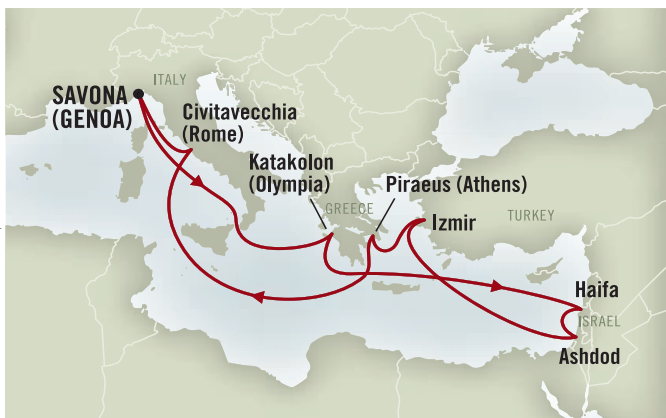 ITALY
SAVONA
(GENOA)
Civitavecchia
(Rome)
Katakolon
(Olympia)
Piraeus (Athens)
GREECE
Izmir
TURKEY
Haifa
ISRAEL
Ashdod